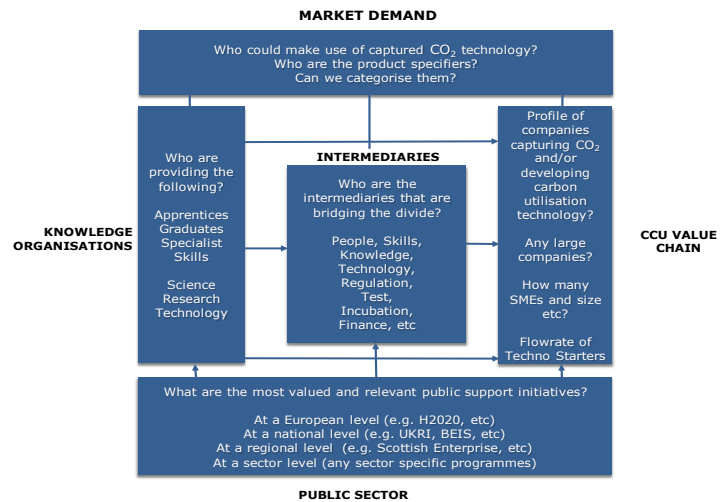 MARKET DEMAND
Who could make use of captured CO₂ technology?
Who are the product specifiers?
Can we categorise them?
KNOWLEDGE
ORGANISATIONS
Who are
providing the
following?
Apprentices
Graduates
Specialist
Skills
Science
Research
Technology
INTERMEDIARIES
Who are the
intermediaries that are
bridging the divide?
People, Skills,
Knowledge,
Technology,
Regulation,
Test,
Incubation,
Finance, etc
Profile of
companies
capturing CO₂
and/or
developing
carbon
utilisation
technology?
Any large
companies?
How many
SMEs and size
etc?
Flowrate of
Techno Starters
CCU VALUE
CHAIN
What are the most valued and relevant public support initiatives?
At a European level (e.g. H2020, etc)
At a national level (e.g. UKRI, BEIS, etc)
At a regional level (e.g. Scottish Enterprise, etc)
At a sector level (any sector specific programmes)
PUBLIC SECTOR